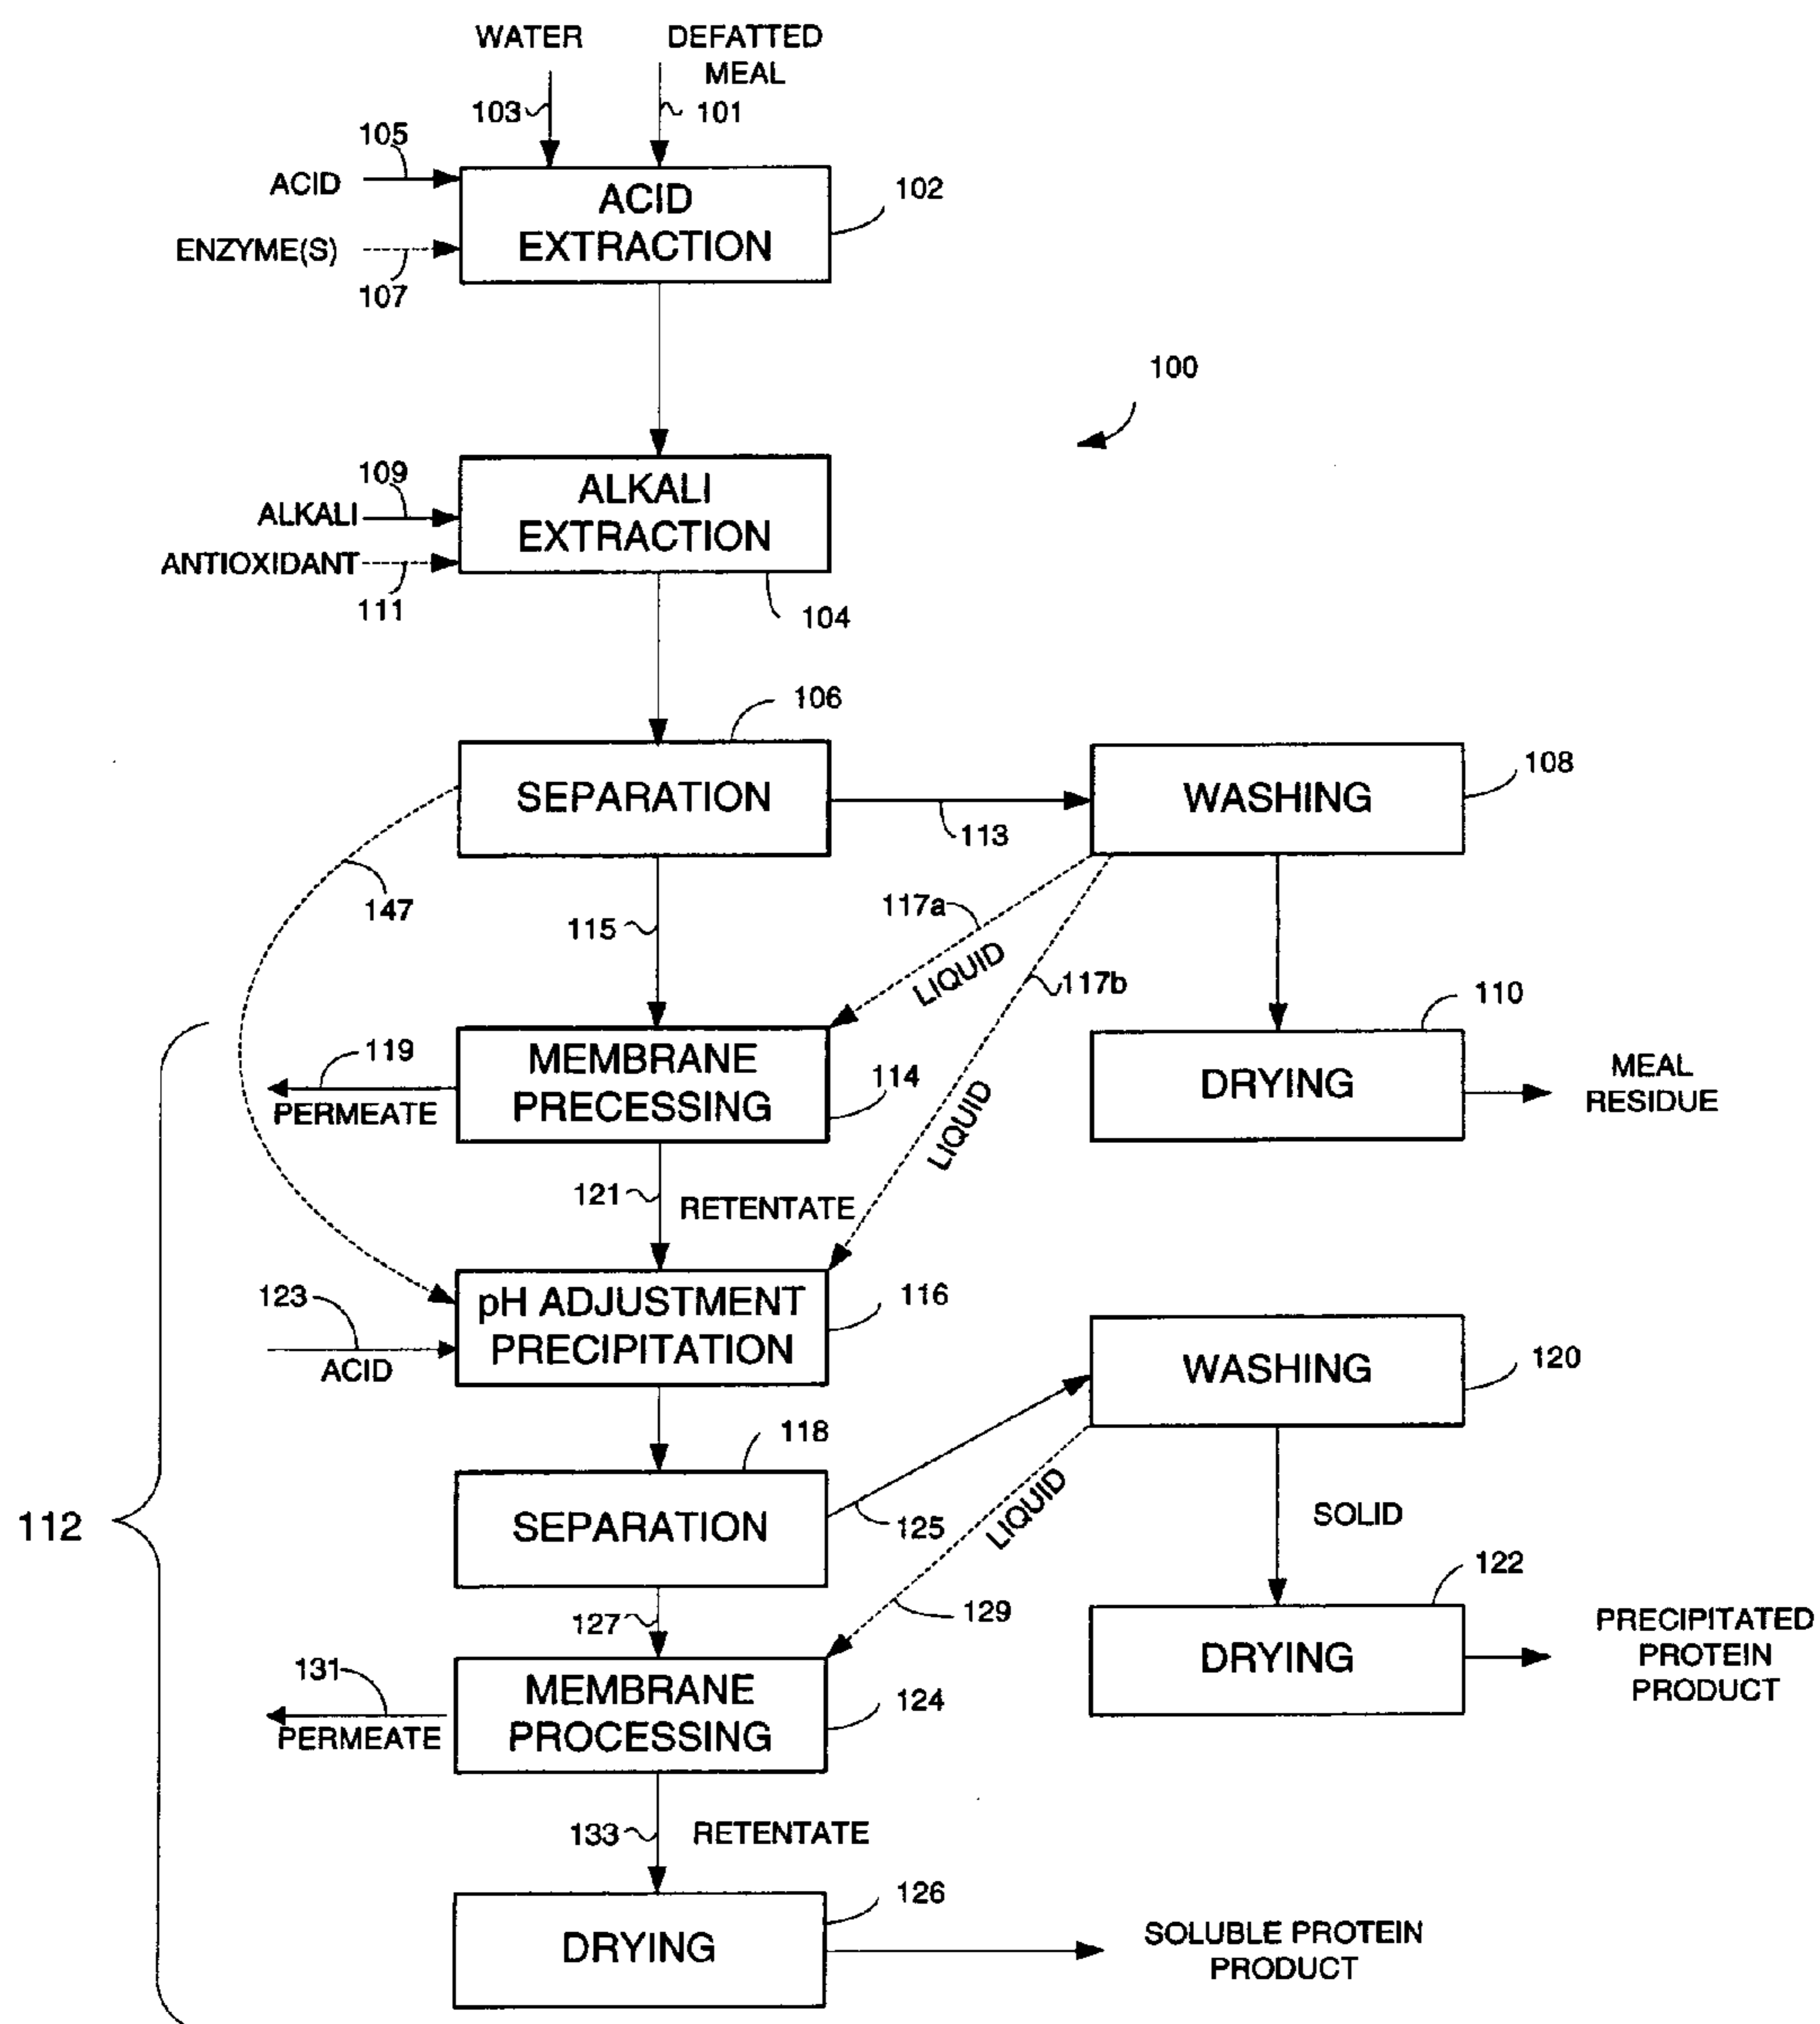 WATER
DEFATTED
MEAL
103
101
105
ACID
ENZYME(S)
107
ACID
EXTRACTION
102
100
109
ALKALI
ANTIOXIDANT
111
ALKALI
EXTRACTION
104
106
SEPARATION
113
WASHING
108
147
115
117a
LIQUID
117b
LIQUID
110
119
PERMEATE
MEMBRANE
PRECESSING
114
DRYING
MEAL
RESIDUE
121
RETENTATE
123
ACID
pH ADJUSTMENT
PRECIPITATION
116
WASHING
120
118
SEPARATION
125
LIQUID
SOLID
112
127
129
122
131
PERMEATE
MEMBRANE
PROCESSING
124
DRYING
PRECIPITATED
PROTEIN
PRODUCT
133
RETENTATE
126
DRYING
SOLUBLE PROTEIN
PRODUCT